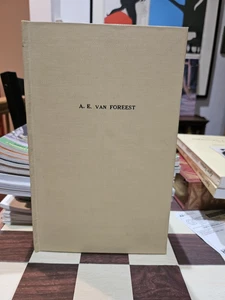 A. E. VAN FOREEST